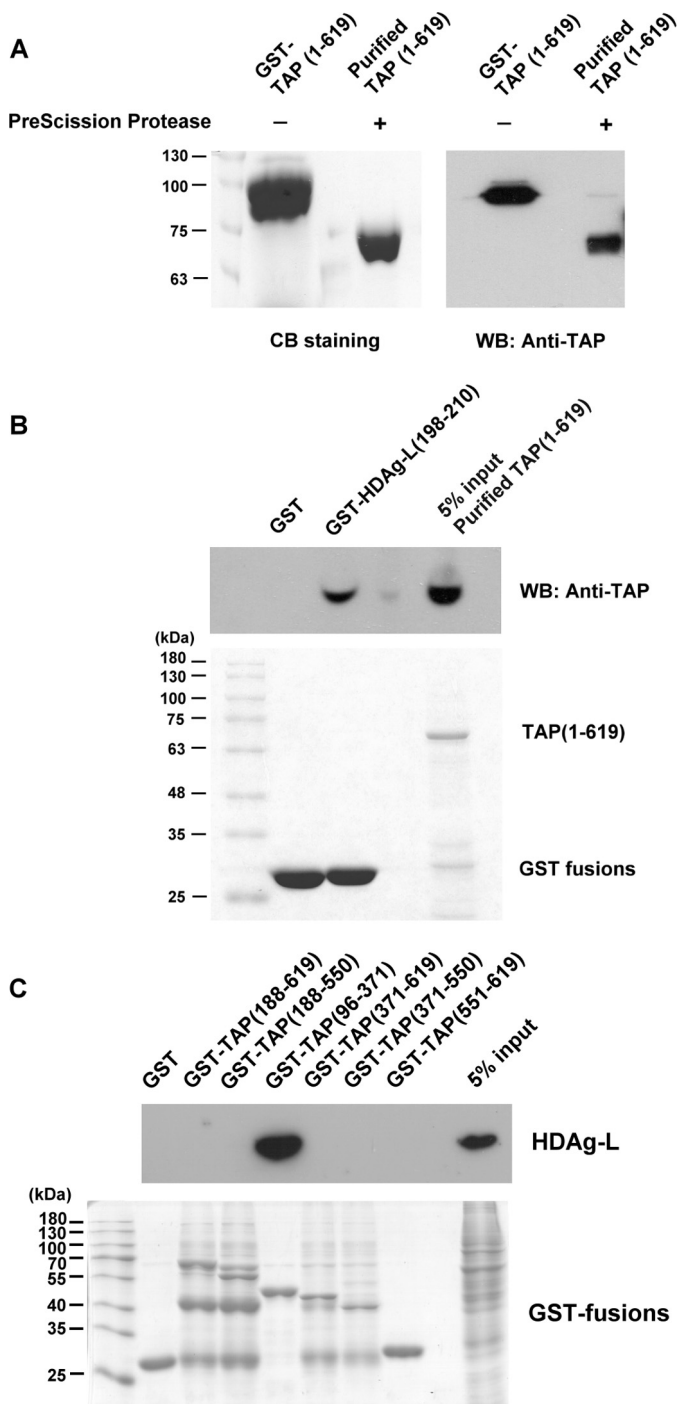 A
GST-
TAP (1-619)
Purified
TAP (1-619)
GST-
TAP (1-619)
Purified
TAP (1-619)
PreScission Protease
– + – +
130
100
75
63
CB staining
WB: Anti-TAP
B
GST
GST-HDAg-L(198-210)
5% input
Purified TAP(1-619)
WB: Anti-TAP
(kDa)
180
130
100
75
63
48
35
25
TAP(1-619)
GST fusions
C
GST
GST-TAP(188-619)
GST-TAP(188-550)
GST-TAP(96-371)
GST-TAP(371-619)
GST-TAP(371-550)
GST-TAP(551-619)
5% input
HDAg-L
(kDa)
180
130
100
70
55
40
35
25
GST-fusions